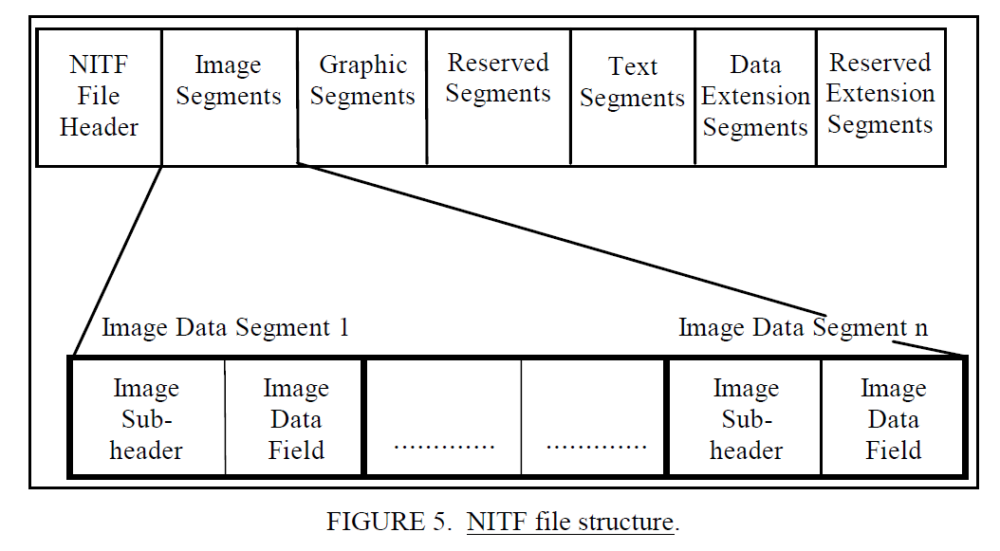 NITF
File
Header
Image
Segments
Graphic
Segments
Reserved
Segments
Text
Segments
Data
Extension
Segments
Reserved
Extension
Segments
Image Data Segment 1
Image Data Segment n
Image
Sub-
header
Image
Data
Field
.............
.............
Image
Sub-
header
Image
Data
Field
FIGURE 5.  NITF file structure.